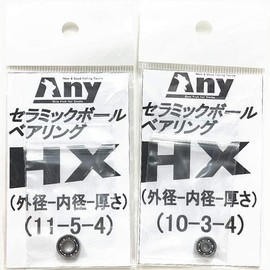 Any
セラミックボール
ベアリング
HX
(外径-内径-厚さ)
(11-5-4)
Any
セラミックボール
ベアリング
HX
(外径-内径-厚さ)
(10-3-4)